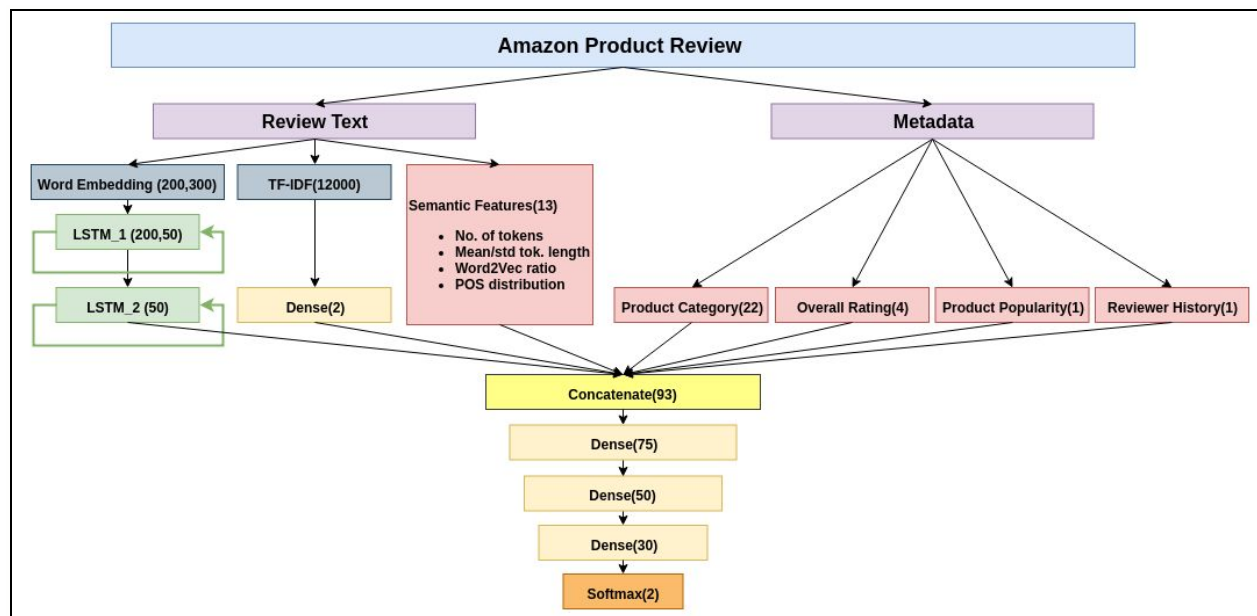 Amazon Product Review
Review Text
Metadata
Word Embedding (200,300)
TF-IDF(12000)
Semantic Features(13)
• No. of tokens
• Mean/std tok. length
• Word2Vec ratio
• POS distribution
LSTM_1 (200,50)
LSTM_2 (50)
Dense(2)
Product Category(22)
Overall Rating(4)
Product Popularity(1)
Reviewer History(1)
Concatenate(93)
Dense(75)
Dense(50)
Dense(30)
Softmax(2)